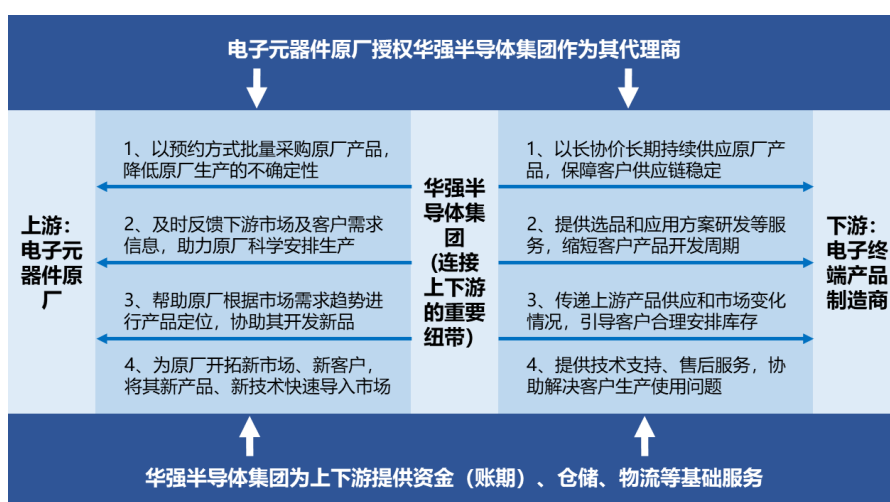 电子元器件原厂授权华强半导体集团作为其代理商
上游：
电子元
器件原
厂
1、以预约方式批量采购原厂产品，
降低原厂生产的不确定性
2、及时反馈下游市场及客户需求
信息，助力原厂科学安排生产
3、帮助原厂根据市场需求趋势进
行产品定位，协助其开发新品
4、为原厂开拓新市场、新客户，
将其新产品、新技术快速导入市场
华强半
导体集
团
(连接
上下游
的重要
纽带)
1、以长协价长期持续供应原厂产
品，保障客户供应链稳定
2、提供选品和应用方案研发等服
务，缩短客户产品开发周期
3、传递上游产品供应和市场变化
情况，引导客户合理安排库存
4、提供技术支持、售后服务，协
助解决客户生产使用问题
下游：
电子终
端产品
制造商
华强半导体集团为上下游提供资金（账期）、仓储、物流等基础服务